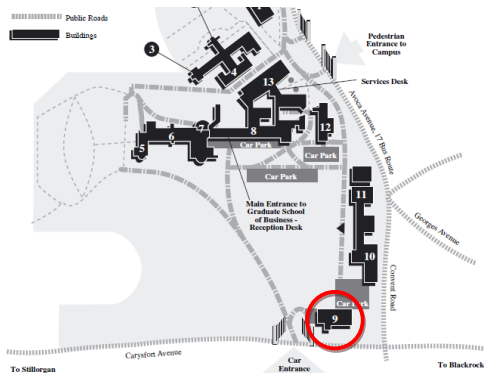 Public Roads
Buildings
Pedestrian
Entrance to
Campus
3
4
13
Services Desk
Avoca Avenue, 17 Bus Route
12
7
8
6
5
Car Park
Car Park
Car Park
Main Entrance to
Graduate School
of Business -
Reception Desk
11
Georges Avenue
10
Convent Road
Car Park
9
Carysfort Avenue
To Stillorgan
Car
Entrance
To Blackrock